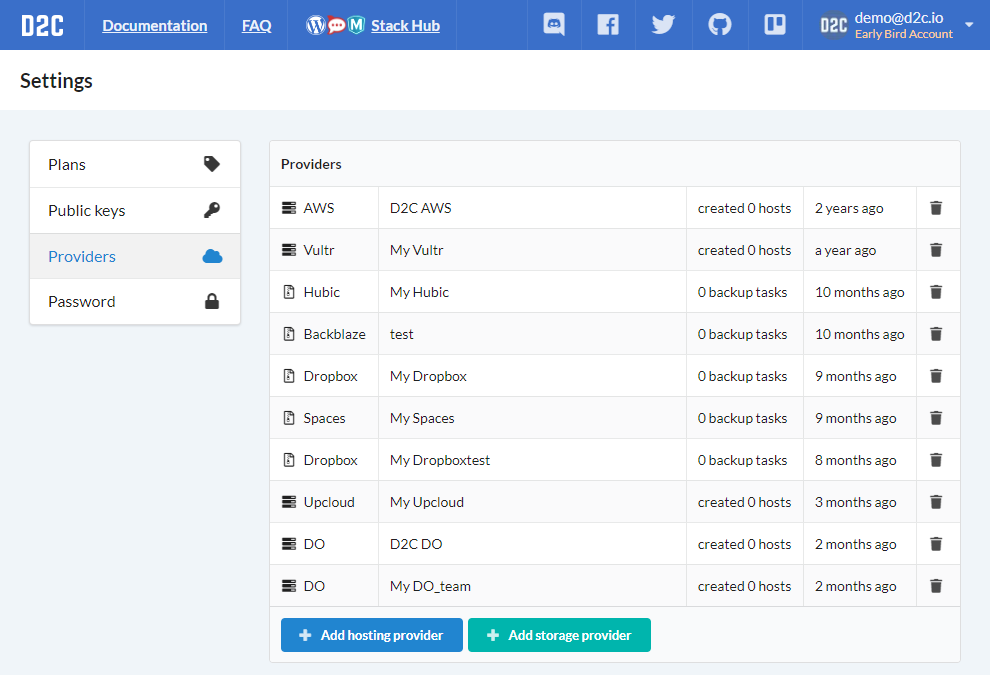 D2C Documentation FAQ Stack Hub D2C demo@d2c.io
Early Bird Account
Settings
Plans
Public keys
Providers
Password
Providers
AWS D2C AWS created 0 hosts 2 years ago
Vultr My Vultr created 0 hosts a year ago
Hubic My Hubic 0 backup tasks 10 months ago
Backblaze test 0 backup tasks 10 months ago
Dropbox My Dropbox 0 backup tasks 9 months ago
Spaces My Spaces 0 backup tasks 9 months ago
Dropbox My Dropboxtest 0 backup tasks 8 months ago
Upcloud My Upcloud created 0 hosts 3 months ago
DO D2C DO created 0 hosts 2 months ago
DO My DO_team created 0 hosts 2 months ago
Add hosting provider Add storage provider